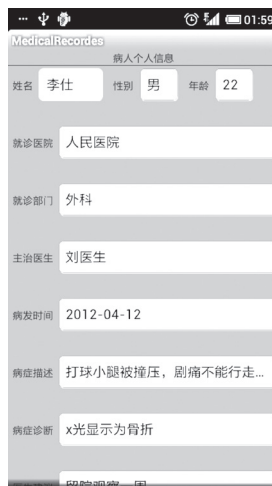 ... 01:59
MedicalRecordes
病人个人信息
姓名 李仕 性别 男 年龄 22
就诊医院 人民医院
就诊部门 外科
主治医生 刘医生
病发时间 2012-04-12
病症描述 打球小腿被撞压，剧痛不能行走...
病症诊断 x光显示为骨折